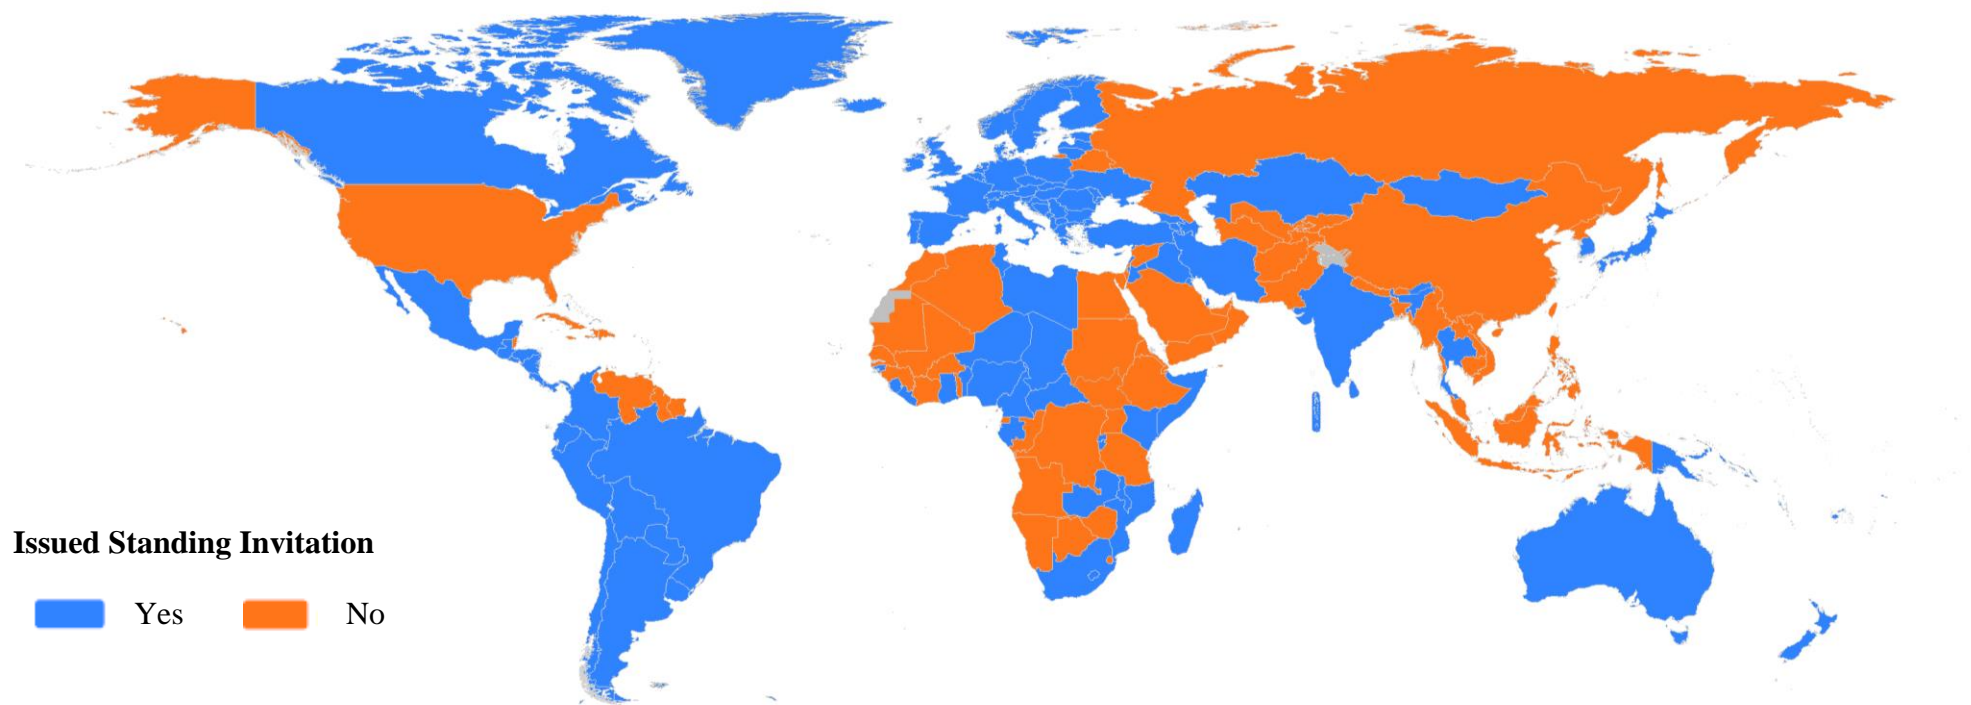 Issued Standing Invitation
Yes No